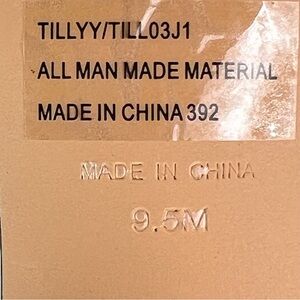 TILLYY/TILL03J1
ALL MAN MADE MATERIAL
MADE IN CHINA 392
MADE IN CHINA
9.5M